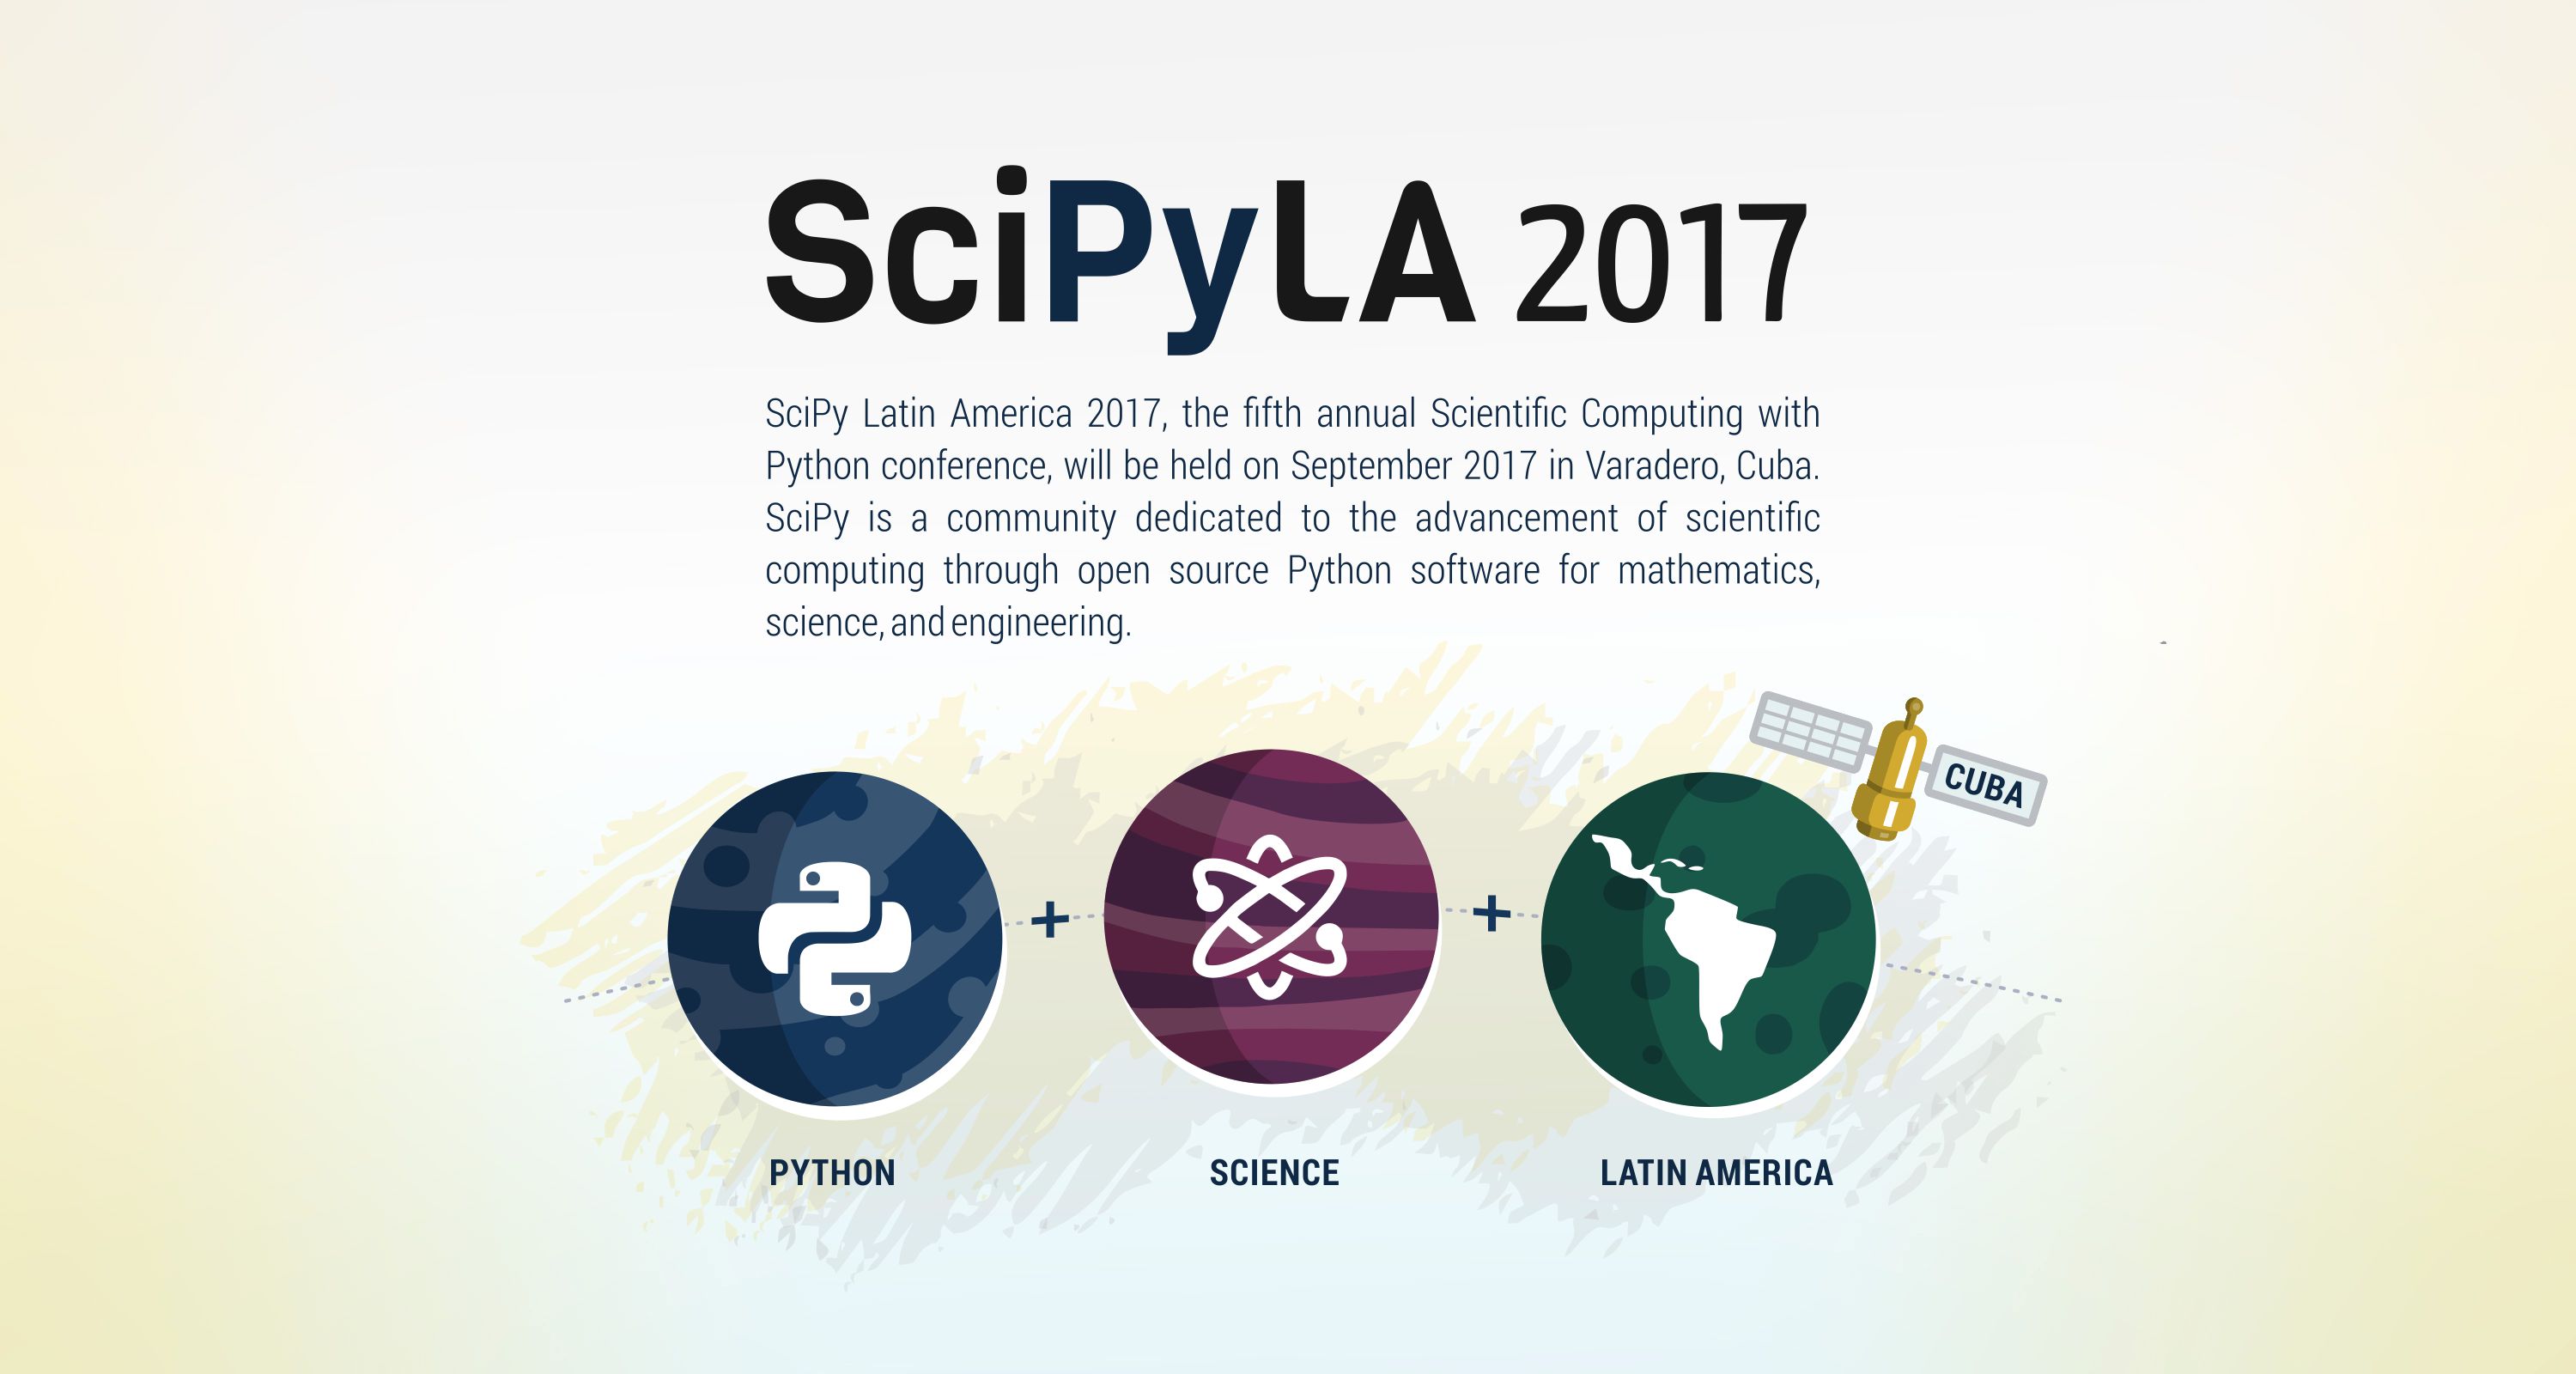 SciPyLA 2017
SciPy Latin America 2017, the fifth annual Scientific Computing with
Python conference, will be held on September 2017 in Varadero, Cuba.
SciPy is a community dedicated to the advancement of scientific
computing through open source Python software for mathematics,
science, and engineering.
CUBA
PYTHON
SCIENCE
LATIN AMERICA